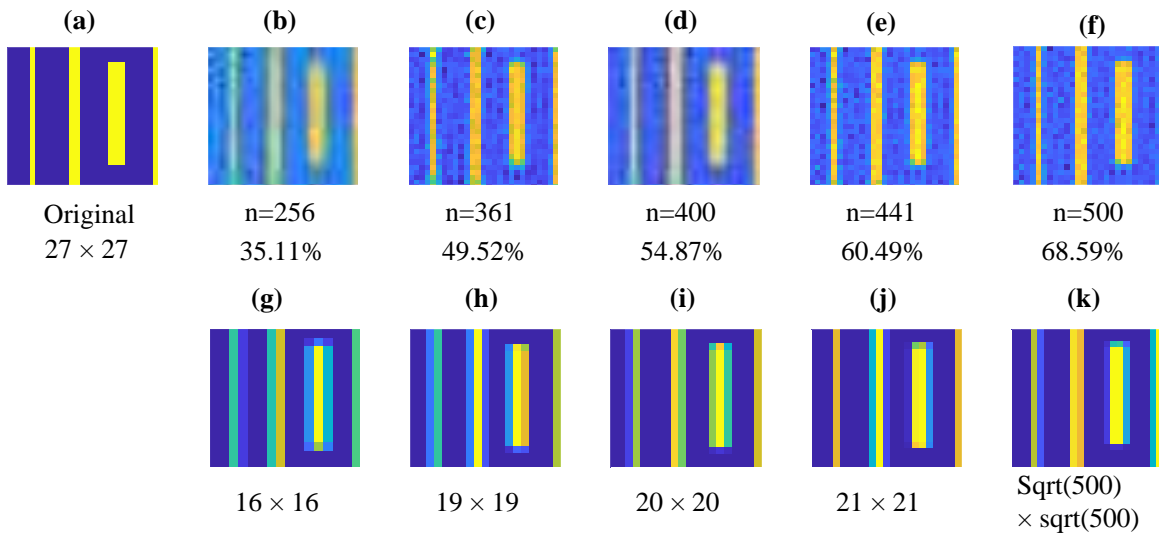 (a) (b) (c) (d) (e) (f)
Original n=256 n=361 n=400 n=441 n=500
27 × 27 35.11% 49.52% 54.87% 60.49% 68.59%
(g) (h) (i) (j) (k)
16 × 16 19 × 19 20 × 20 21 × 21 Sqrt(500)
× sqrt(500)